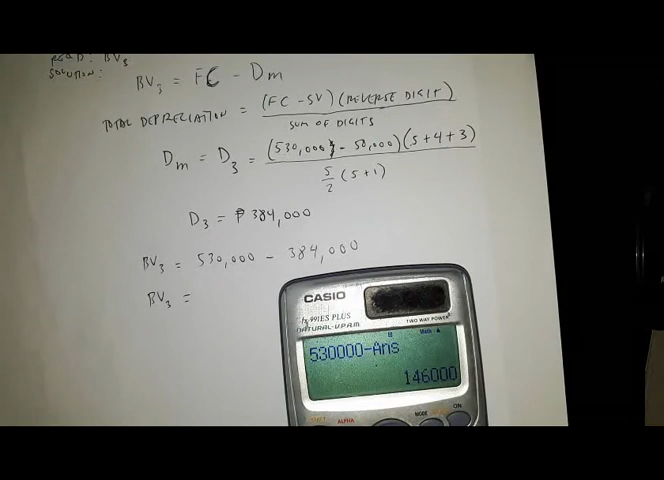 READ: BV₃
SOLUTION:
BV₃ = FC - Dm
TOTAL DEPRECIATION = (FC - SV)(REVERSE DIGIT) / SUM OF DIGITS
Dm = D₃ = (530,000 - 50,000)(5+4+3) / 5/2 (5+1)
D₃ = ₱384,000
BV₃ = 530,000 - 384,000
BV₃ =
CASIO
fx-991ES PLUS
NATURAL-V.P.A.M.
TWO WAY POWER
Math ▲
530000-Ans
146000
SHIFT ALPHA MODE ON